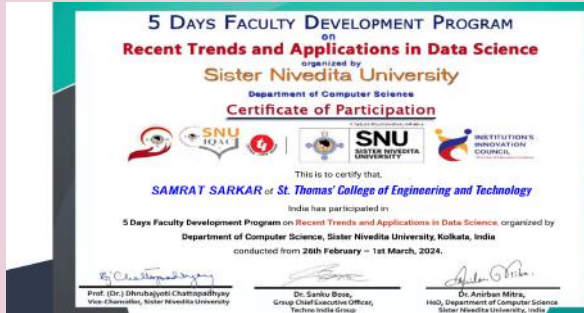 5 DAYS FACULTY DEVELOPMENT PROGRAM
on
Recent Trends and Applications in Data Science
organized by
Sister Nivedita University
Department of Computer Science
Certificate of Participation
SNU
IQAC
SNU
SISTER NIVEDITA
UNIVERSITY
INSTITUTION'S
INNOVATION
COUNCIL
This is to certify that,
SAMRAT SARKAR of St. Thomas' College of Engineering and Technology
India has participated in
5 Days Faculty Development Program on Recent Trends and Applications in Data Science, organized by
Department of Computer Science, Sister Nivedita University, Kolkata, India
conducted from 26th February – 1st March, 2024.
Prof. (Dr.) Dhrubajyoti Chattopadhyay
Vice-Chancellor, Sister Nivedita University
Dr. Sanku Bose,
Group Chief Executive Officer,
Techno India Group
Dr. Anirban Mitra,
HoD, Department of Computer Science
Sister Nivedita University, India